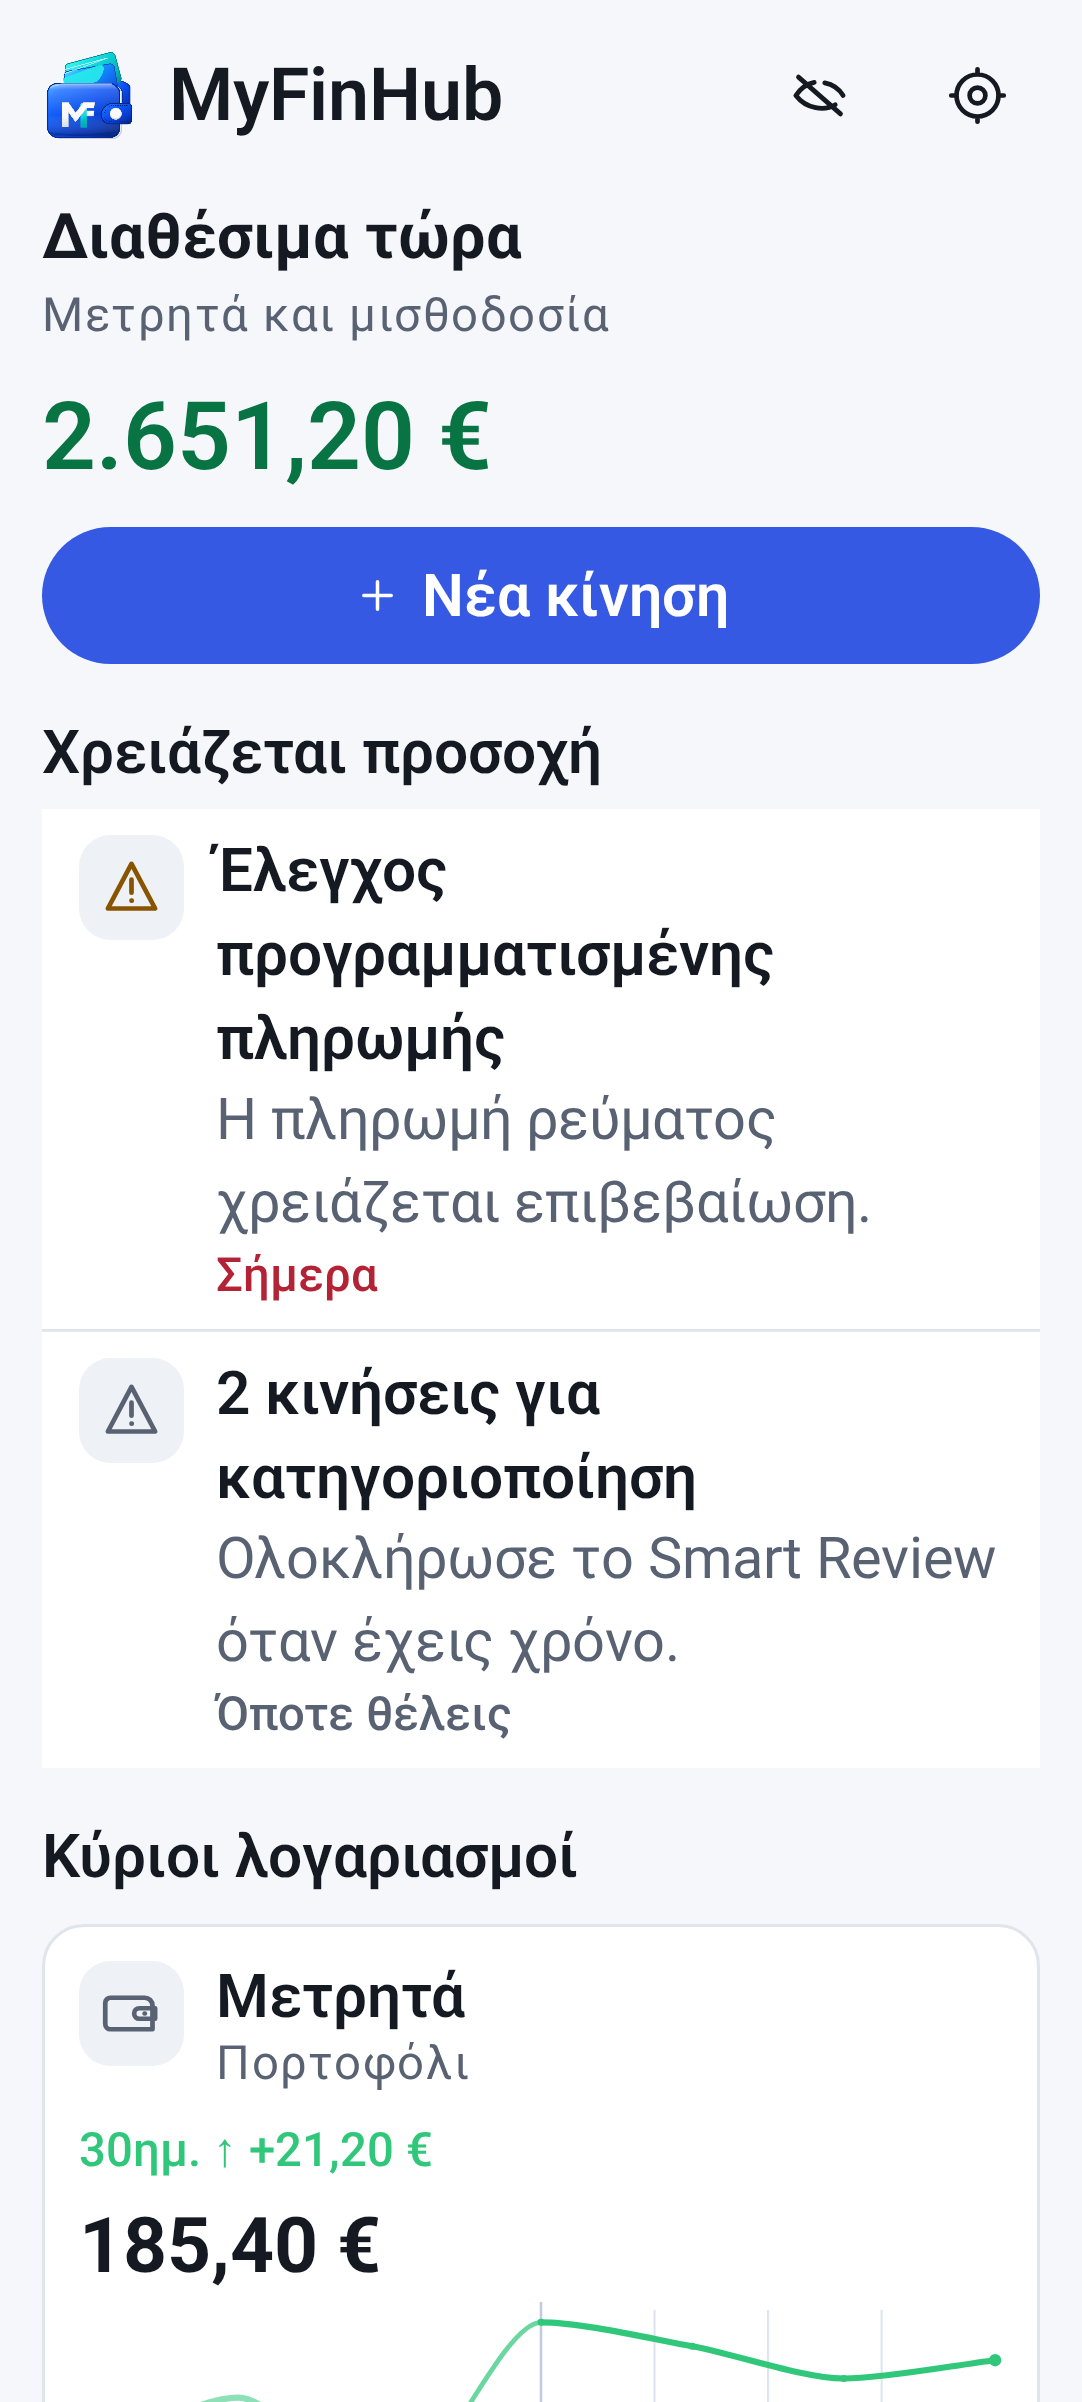 MyFinHub
Διαθέσιμα τώρα
Μετρητά και μισθοδοσία
2.651,20 €
+ Νέα κίνηση
Χρειάζεται προσοχή
Έλεγχος
προγραμματισμένης
πληρωμής
Η πληρωμή ρεύματος
χρειάζεται επιβεβαίωση.
Σήμερα
2 κινήσεις για
κατηγοριοποίηση
Ολοκλήρωσε το Smart Review
όταν έχεις χρόνο.
Όποτε θέλεις
Κύριοι λογαριασμοί
Μετρητά
Πορτοφόλι
30ημ. ↑ +21,20 €
185,40 €